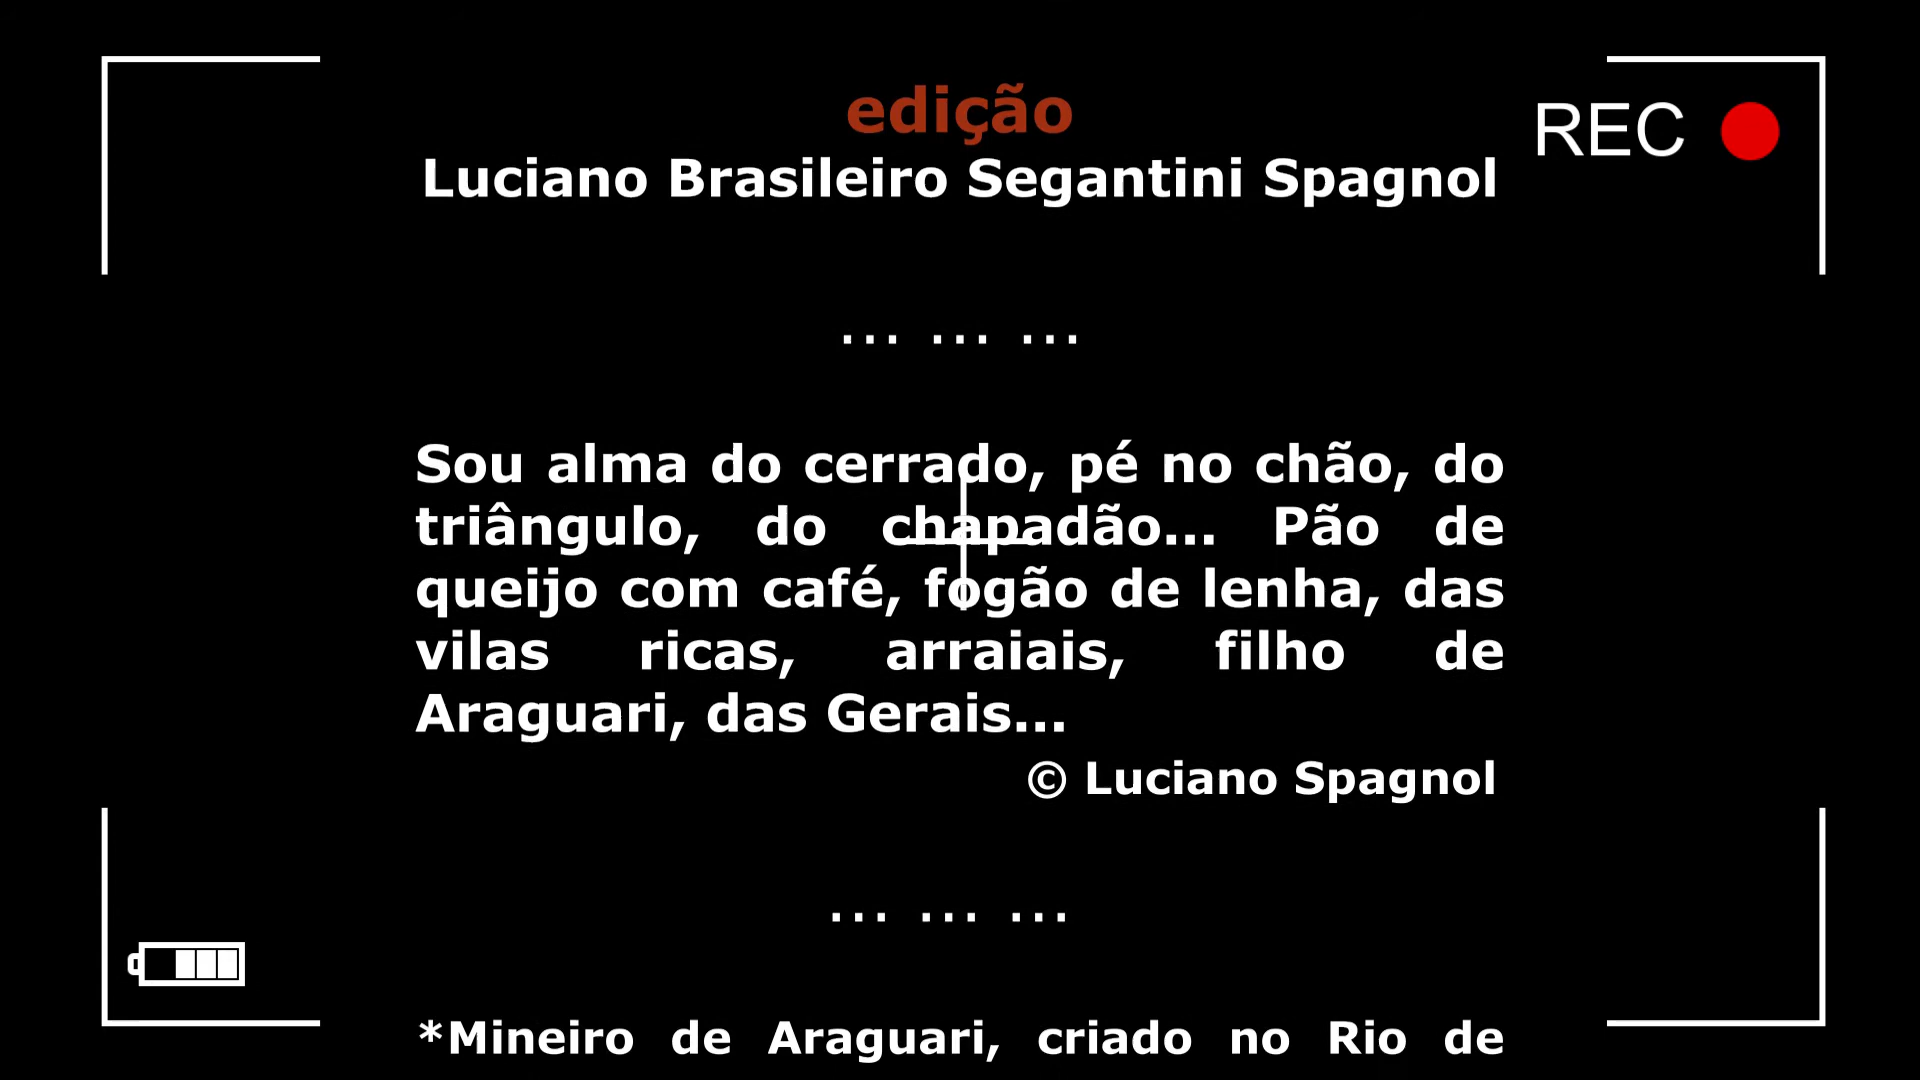 edição
REC
Luciano Brasileiro Segantini Spagnol
... ... ...
Sou alma do cerrado, pé no chão, do
triângulo, do chapadão... Pão de
queijo com café, fogão de lenha, das
vilas ricas, arraiais, filho de
Araguari, das Gerais...
© Luciano Spagnol
... ... ...
*Mineiro de Araguari, criado no Rio de